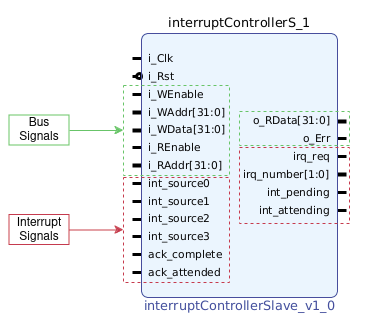 interruptControllerS_1
i_Clk
i_Rst
i_WEnable
i_WAddr[31:0]
i_WData[31:0]
i_REnable
i_RAddr[31:0]
int_source0
int_source1
int_source2
int_source3
ack_complete
ack_attended
o_RData[31:0]
o_Err
irq_req
irq_number[1:0]
int_pending
int_attending
Bus
Signals
Interrupt
Signals
interruptControllerSlave_v1_0